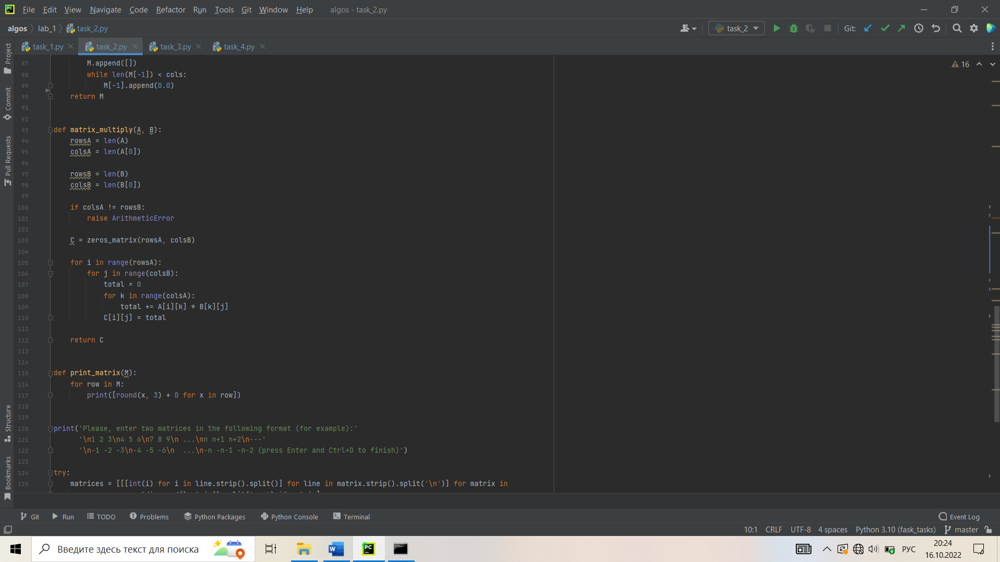 File Edit View Navigate Code Refactor Run Tools Git Window Help algos - task_2.py
algos lab_1 task_2.py task_2 Git:
task_1.py task_2.py task_3.py task_4.py
Project
Commit
Pull Requests
Structure
Bookmarks
16
87 M.append([])
88 while len(M[-1]) < cols:
89 M[-1].append(0.0)
90 return M
91
92
93 def matrix_multiply(A, B):
94 rowsA = len(A)
95 colsA = len(A[0])
96
97 rowsB = len(B)
98 colsB = len(B[0])
99
100 if colsA != rowsB:
101 raise ArithmeticError
102
103 C = zeros_matrix(rowsA, colsB)
104
105 for i in range(rowsA):
106 for j in range(colsB):
107 total = 0
108 for k in range(colsA):
109 total += A[i][k] * B[k][j]
110 C[i][j] = total
111
112 return C
113
114
115 def print_matrix(M):
116 for row in M:
117 print([round(x, 3) + 0 for x in row])
118
119
120 print('Please, enter two matrices in the following format (for example):'
121 '\n1 2 3\n4 5 6\n7 8 9\n ...\nn n+1 n+2\n---'
122 '\n-1 -2 -3\n-4 -5 -6\n  ...\n-n -n-1 -n-2 (press Enter and Ctrl+D to finish)')
123
124 try:
125 matrices = [[[int(i) for i in line.strip().split()] for line in matrix.strip().split('\n')] for matrix in
Git Run TODO Problems Python Packages Python Console Terminal Event Log
10:1 CRLF UTF-8 4 spaces Python 3.10 (fask_tasks) master
Введите здесь текст для поиска
РУС
20:24
16.10.2022